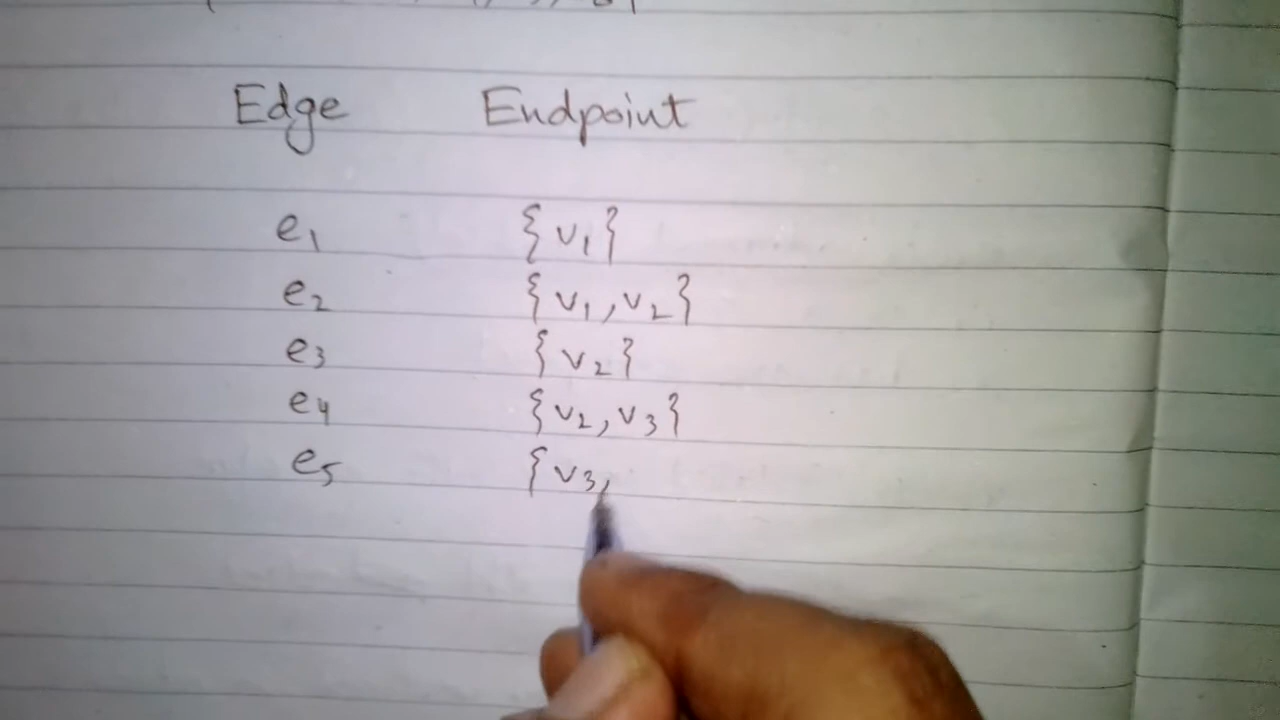 Edge Endpoint
e₁ {v₁}
e₂ {v₁,v₂}
e₃ {v₂}
e₄ {v₂,v₃}
e₅ {v₃,